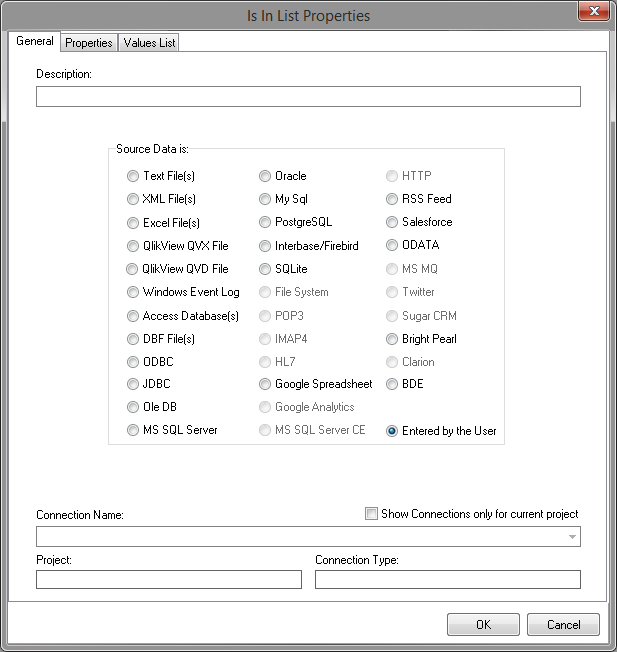 Is In List Properties
General Properties Values List
Description:
Source Data is:
Text File(s) Oracle HTTP
XML File(s) My Sql RSS Feed
Excel File(s) PostgreSQL Salesforce
QlikView QVX File Interbase/Firebird ODATA
QlikView QVD File SQLite MS MQ
Windows Event Log File System Twitter
Access Database(s) POP3 Sugar CRM
DBF File(s) IMAP4 Bright Pearl
ODBC HL7 Clarion
JDBC Google Spreadsheet BDE
Ole DB Google Analytics
MS SQL Server MS SQL Server CE Entered by the User
Connection Name: Show Connections only for current project
Project: Connection Type:
OK Cancel